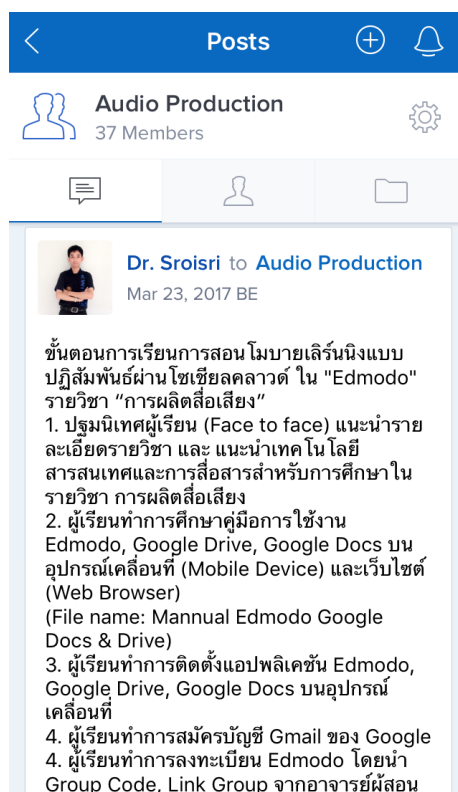 Posts
Audio Production
37 Members
Dr. Sroisri to Audio Production
Mar 23, 2017 BE
ขั้นตอนการเรียนการสอนโมบายเลิร์นนิงแบบ
ปฏิสัมพันธ์ผ่านโซเชียลคลาวด์ ใน "Edmodo"
รายวิชา “การผลิตสื่อเสียง”
1. ปฐมนิเทศผู้เรียน (Face to face) แนะนำราย
ละเอียดรายวิชา และ แนะนำเทคโนโลยี
สารสนเทศและการสื่อสารสำหรับการศึกษาใน
รายวิชา การผลิตสื่อเสียง
2. ผู้เรียนทำการศึกษาคู่มือการใช้งาน
Edmodo, Google Drive, Google Docs บน
อุปกรณ์เคลื่อนที่ (Mobile Device) และเว็บไซต์
(Web Browser)
(File name: Mannual Edmodo Google
Docs & Drive)
3. ผู้เรียนทำการติดตั้งแอปพลิเคชัน Edmodo,
Google Drive, Google Docs บนอุปกรณ์
เคลื่อนที่
4. ผู้เรียนทำการสมัครบัญชี Gmail ของ Google
4. ผู้เรียนทำการลงทะเบียน Edmodo โดยนำ
Group Code, Link Group จากอาจารย์ผู้สอน